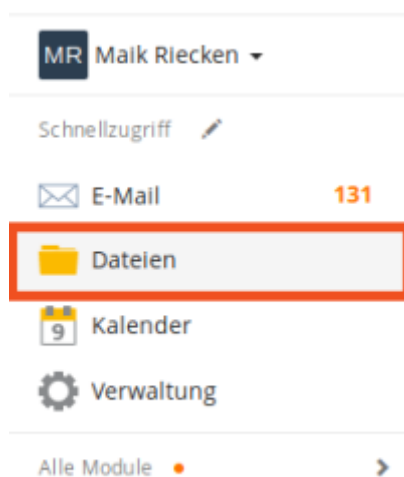 MR Maik Riecken
Schnellzugriff
E-Mail 131
Dateien
9 Kalender
Verwaltung
Alle Module